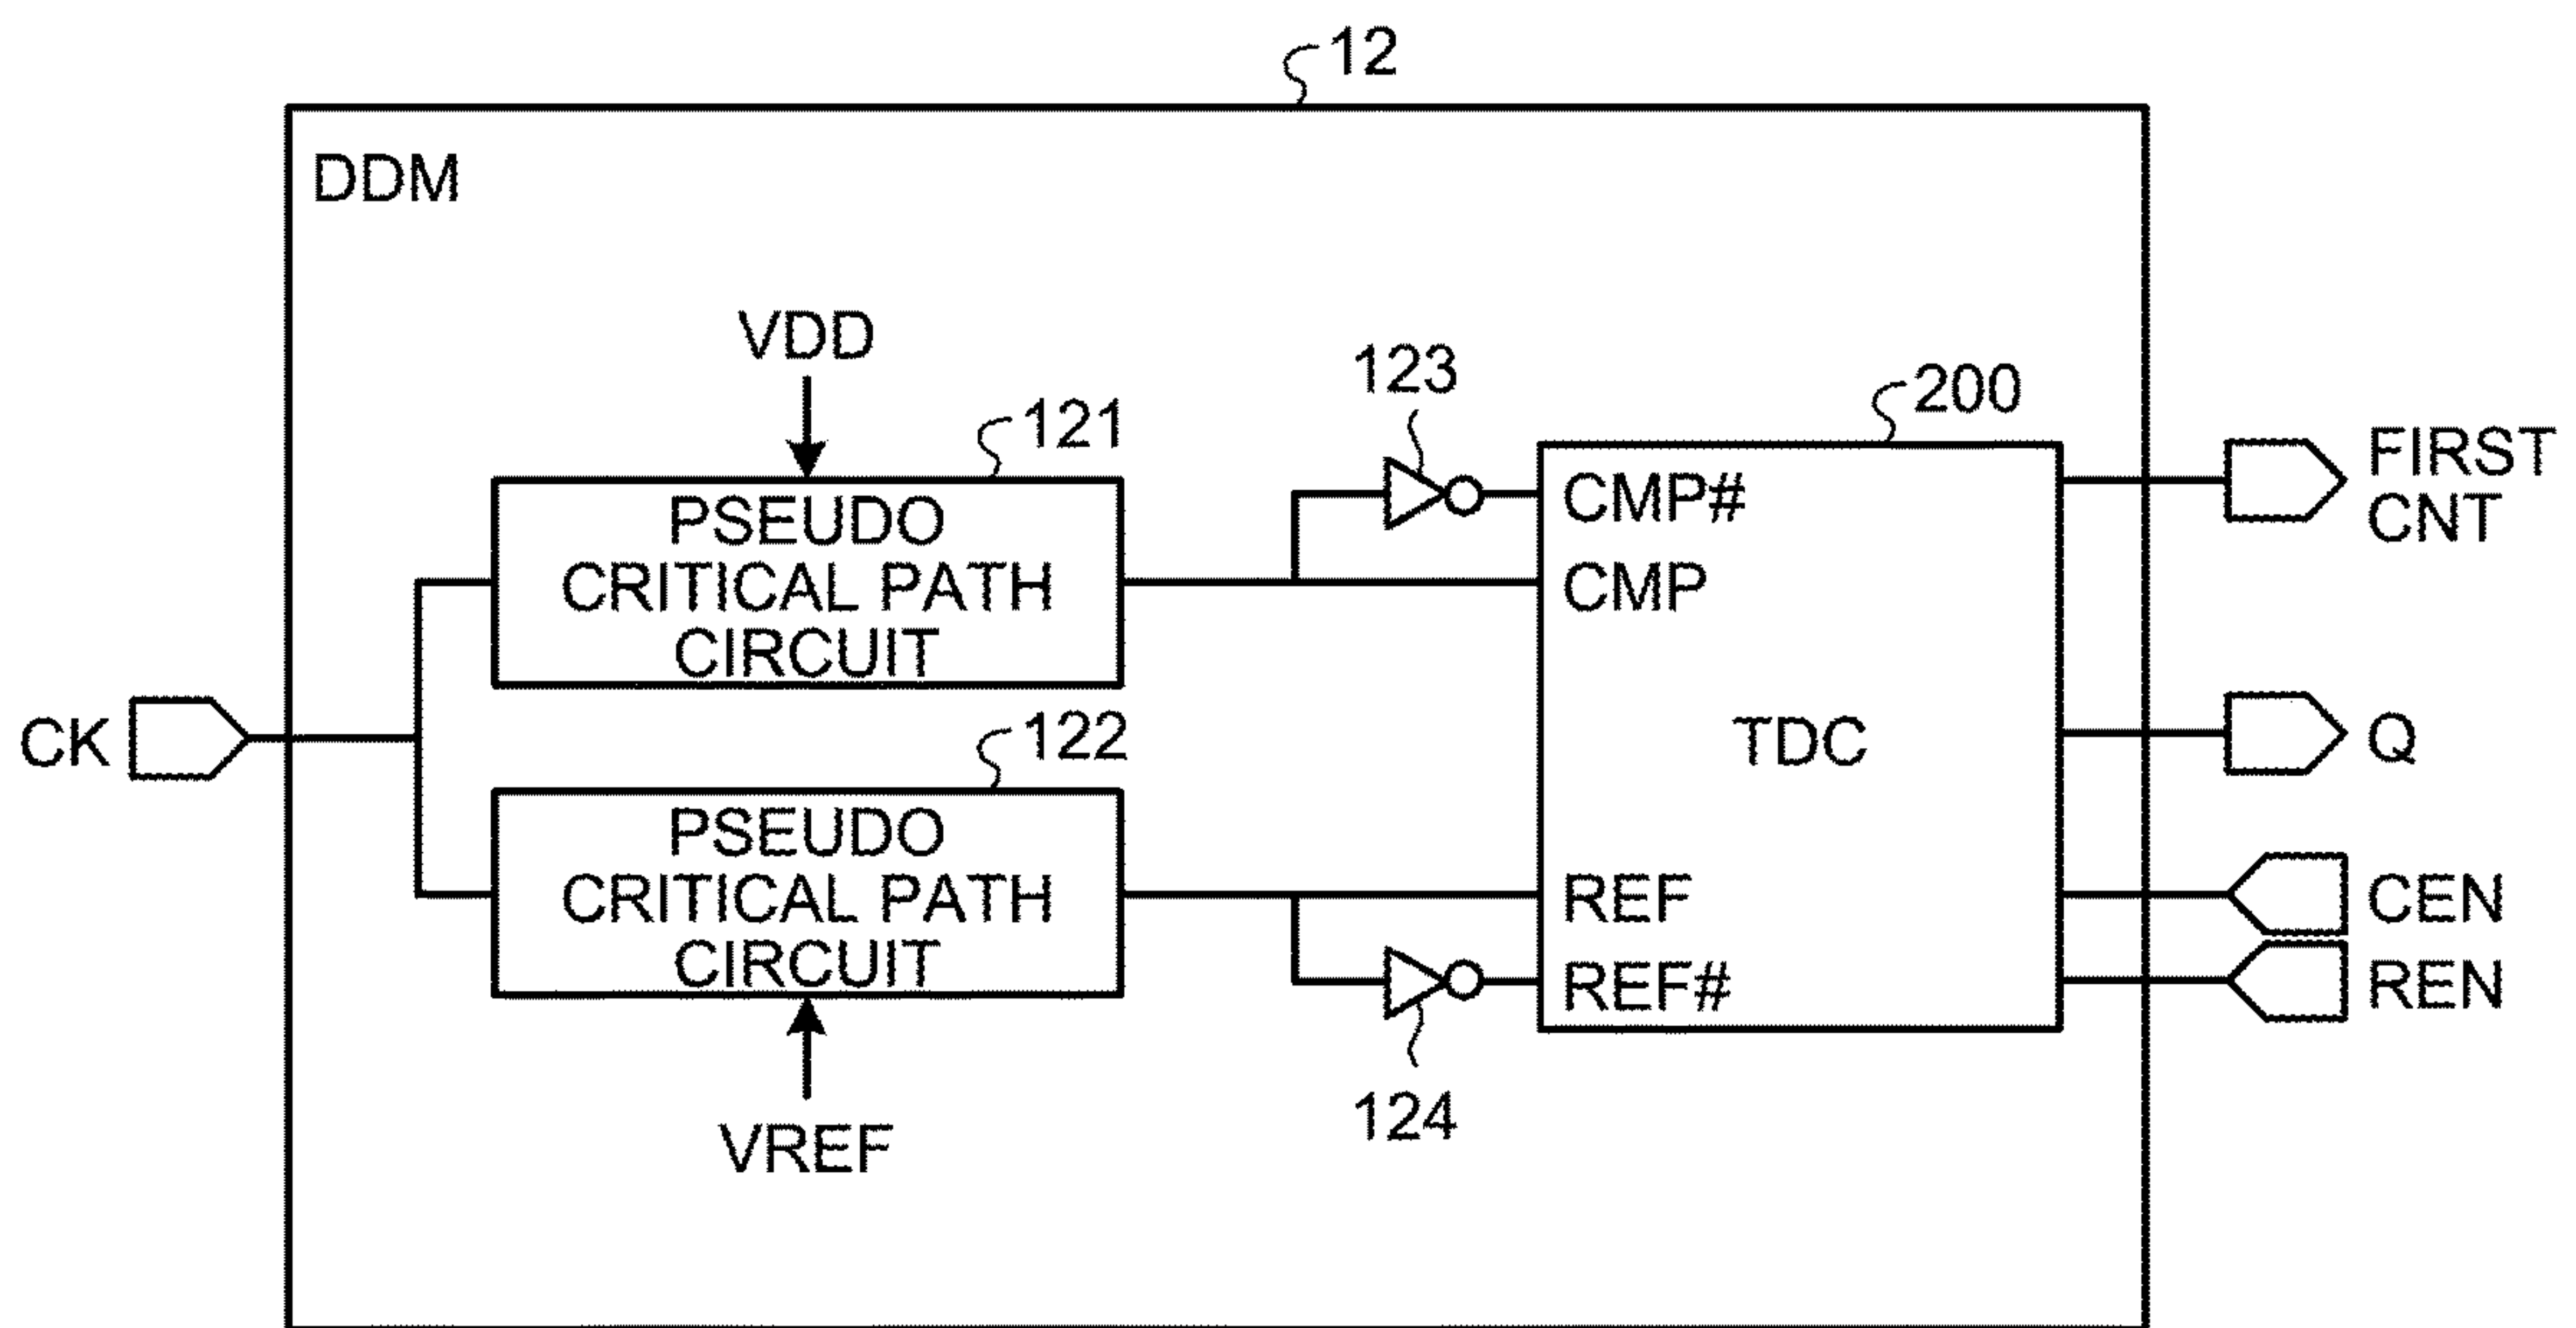 12
DDM
VDD
121
PSEUDO
CRITICAL PATH
CIRCUIT
123
200
CMP#
CMP
FIRST
CNT
CK
122
PSEUDO
CRITICAL PATH
CIRCUIT
TDC
Q
REF
REF#
CEN
REN
VREF
124